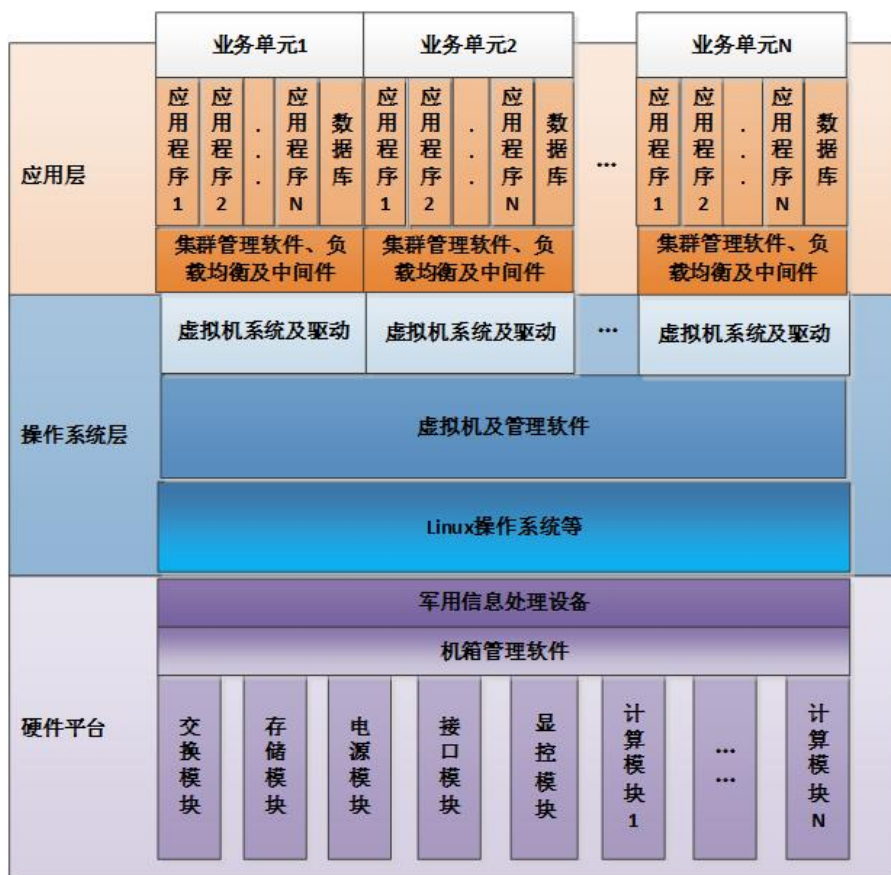 业务单元1
业务单元2
业务单元N
应用层
应用程序1
应用程序2
...
应用程序N
数据库
应用程序1
应用程序2
...
应用程序N
数据库
...
应用程序1
应用程序2
...
应用程序N
数据库
集群管理软件、负
载均衡及中间件
集群管理软件、负
载均衡及中间件
集群管理软件、负
载均衡及中间件
操作系统层
虚拟机系统及驱动
虚拟机系统及驱动
...
虚拟机系统及驱动
虚拟机及管理软件
Linux操作系统等
硬件平台
军用信息处理设备
机箱管理软件
交换模块
存储模块
电源模块
接口模块
显控模块
计算模块1
......
计算模块N